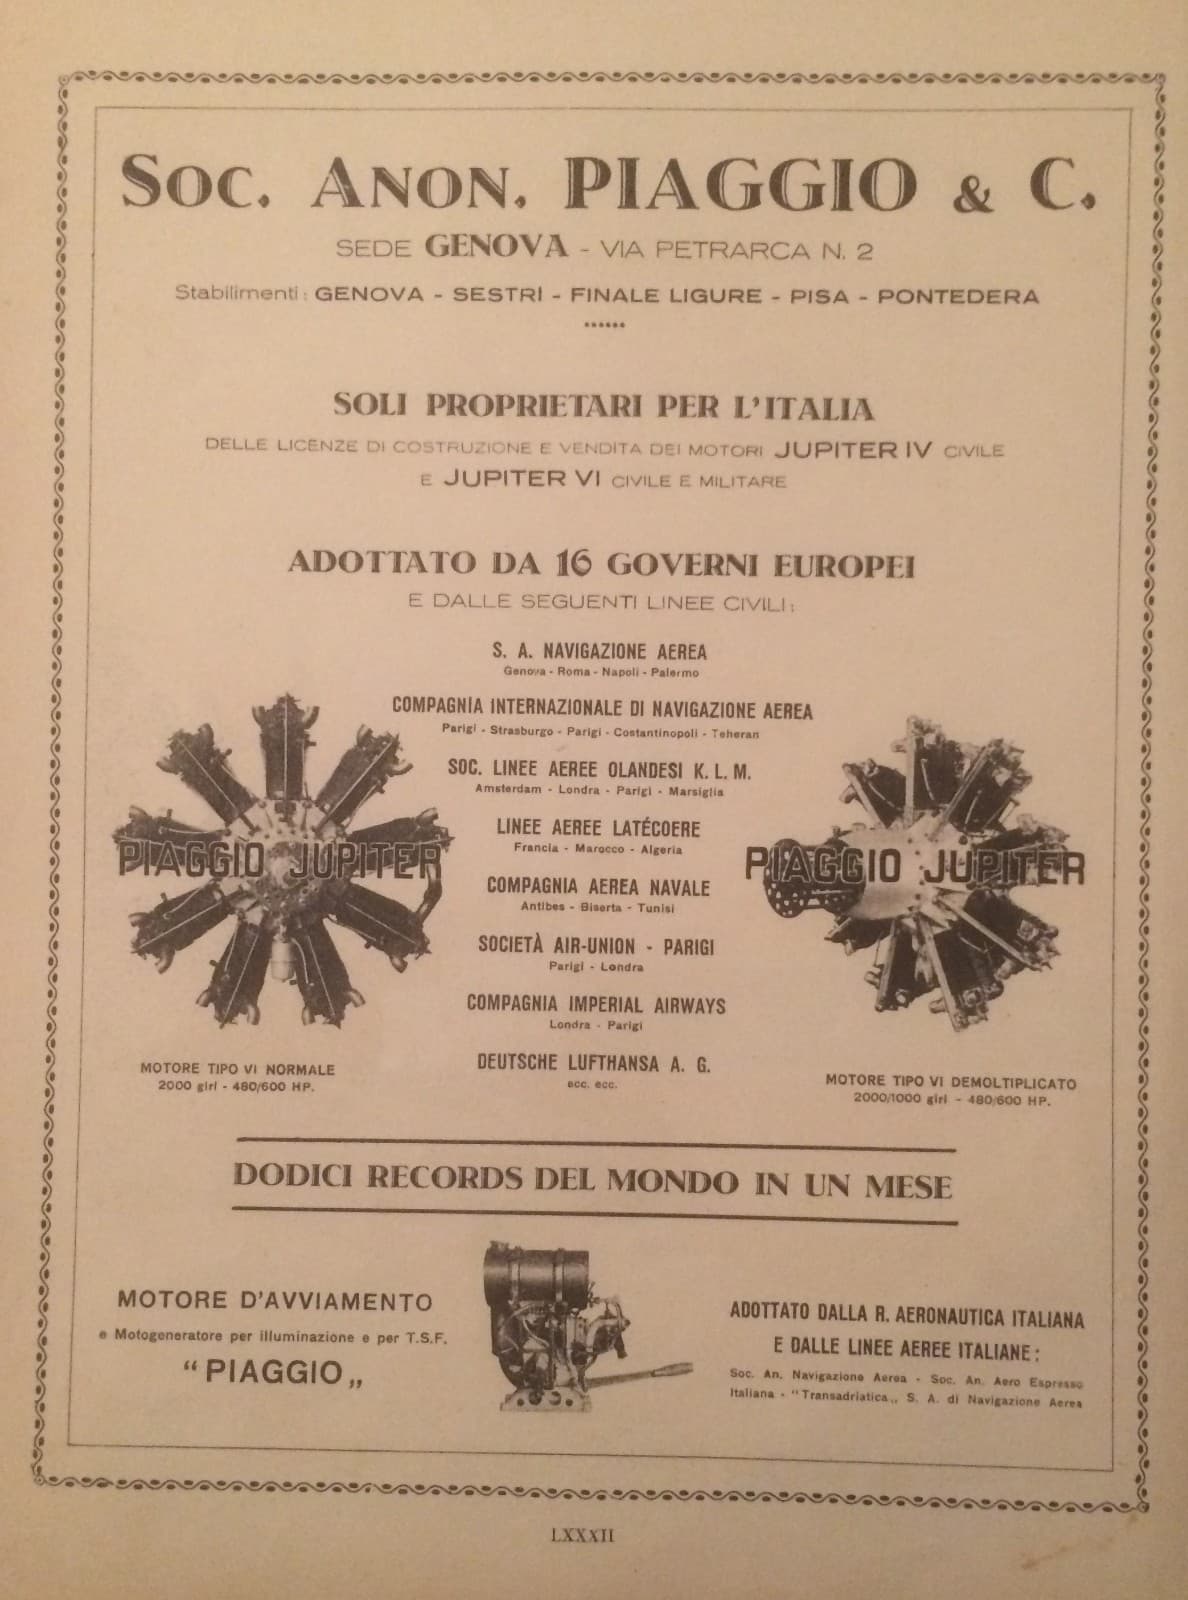 SOC. ANON. PIAGGIO & C.
SEDE GENOVA - VIA PETRARCA N. 2
Stabilimenti: GENOVA - SESTRI - FINALE LIGURE - PISA - PONTEDERA
SOLI PROPRIETARI PER L'ITALIA
DELLE LICENZE DI COSTRUZIONE E VENDITA DEI MOTORI JUPITER IV CIVILE
E JUPITER VI CIVILE E MILITARE
ADOTTATO DA 16 GOVERNI EUROPEI
E DALLE SEGUENTI LINEE CIVILI:
S. A. NAVIGAZIONE AEREA
Genova - Roma - Napoli - Palermo
COMPAGNIA INTERNAZIONALE DI NAVIGAZIONE AEREA
Parigi - Strasburgo - Parigi - Costantinopoli - Teheran
SOC. LINEE AEREE OLANDESI K. L. M.
Amsterdam - Londra - Parigi - Marsiglia
LINEE AEREE LATÉCOERE
Francia - Marocco - Algeria
COMPAGNIA AEREA NAVALE
Antibes - Biserta - Tunisi
SOCIETÀ AIR-UNION - PARIGI
Parigi - Londra
COMPAGNIA IMPERIAL AIRWAYS
Londra - Parigi
DEUTSCHE LUFTHANSA A. G.
ecc. ecc.
PIAGGIO JUPITER
MOTORE TIPO VI NORMALE
2000 giri - 480/600 HP.
PIAGGIO JUPITER
MOTORE TIPO VI DEMOLTIPLICATO
2000/1000 giri - 480/600 HP.
DODICI RECORDS DEL MONDO IN UN MESE
MOTORE D'AVVIAMENTO
e Motogeneratore per illuminazione e per T.S.F.
“PIAGGIO„
ADOTTATO DALLA R. AERONAUTICA ITALIANA
E DALLE LINEE AEREE ITALIANE:
Soc. An. Navigazione Aerea - Soc. An. Aero Espresso
Italiana - “Transadriatica„ S. A. di Navigazione Aerea
LXXXII